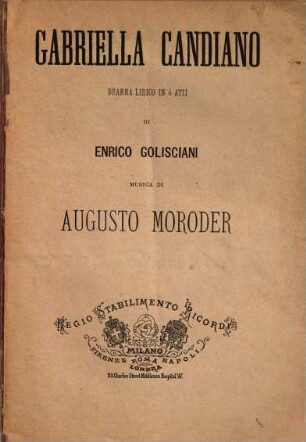 GABRIELLA CANDIANO
DRAMMA LIRICO IN 4 ATTI
DI
ENRICO GOLISCIANI
MUSICA DI
AUGUSTO MORODER
REGIO STABILIMENTO RICORDI
MILANO
FIRENZE ROMA NAPOLI
LONDRA